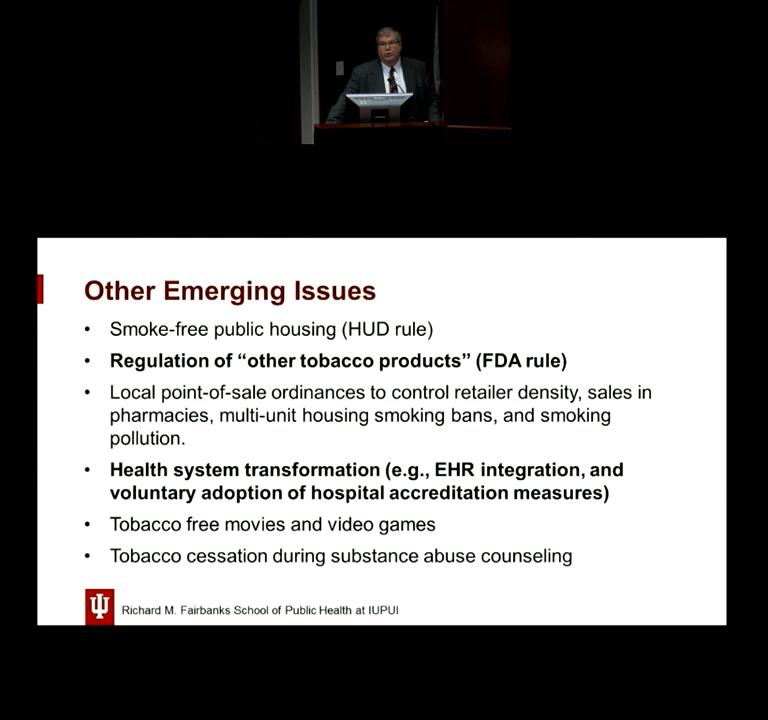 Other Emerging Issues
• Smoke-free public housing (HUD rule)
• Regulation of “other tobacco products” (FDA rule)
• Local point-of-sale ordinances to control retailer density, sales in
pharmacies, multi-unit housing smoking bans, and smoking
pollution.
• Health system transformation (e.g., EHR integration, and
voluntary adoption of hospital accreditation measures)
• Tobacco free movies and video games
• Tobacco cessation during substance abuse counseling
Richard M. Fairbanks School of Public Health at IUPUI